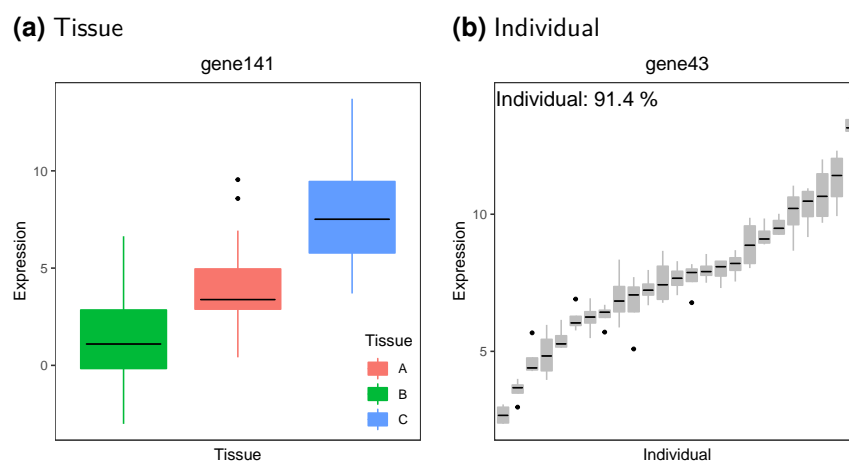 (a) Tissue
gene141
Expression
10
5
0
Tissue
A
B
C
Tissue
(b) Individual
gene43
Individual: 91.4 %
Expression
10
5
Individual